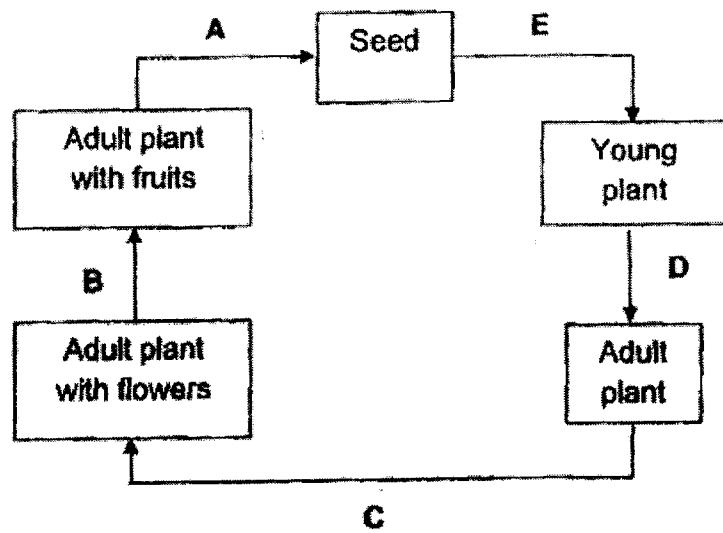 A
Seed
E
Adult plant
with fruits
Young
plant
B
D
Adult plant
with flowers
Adult
plant
C